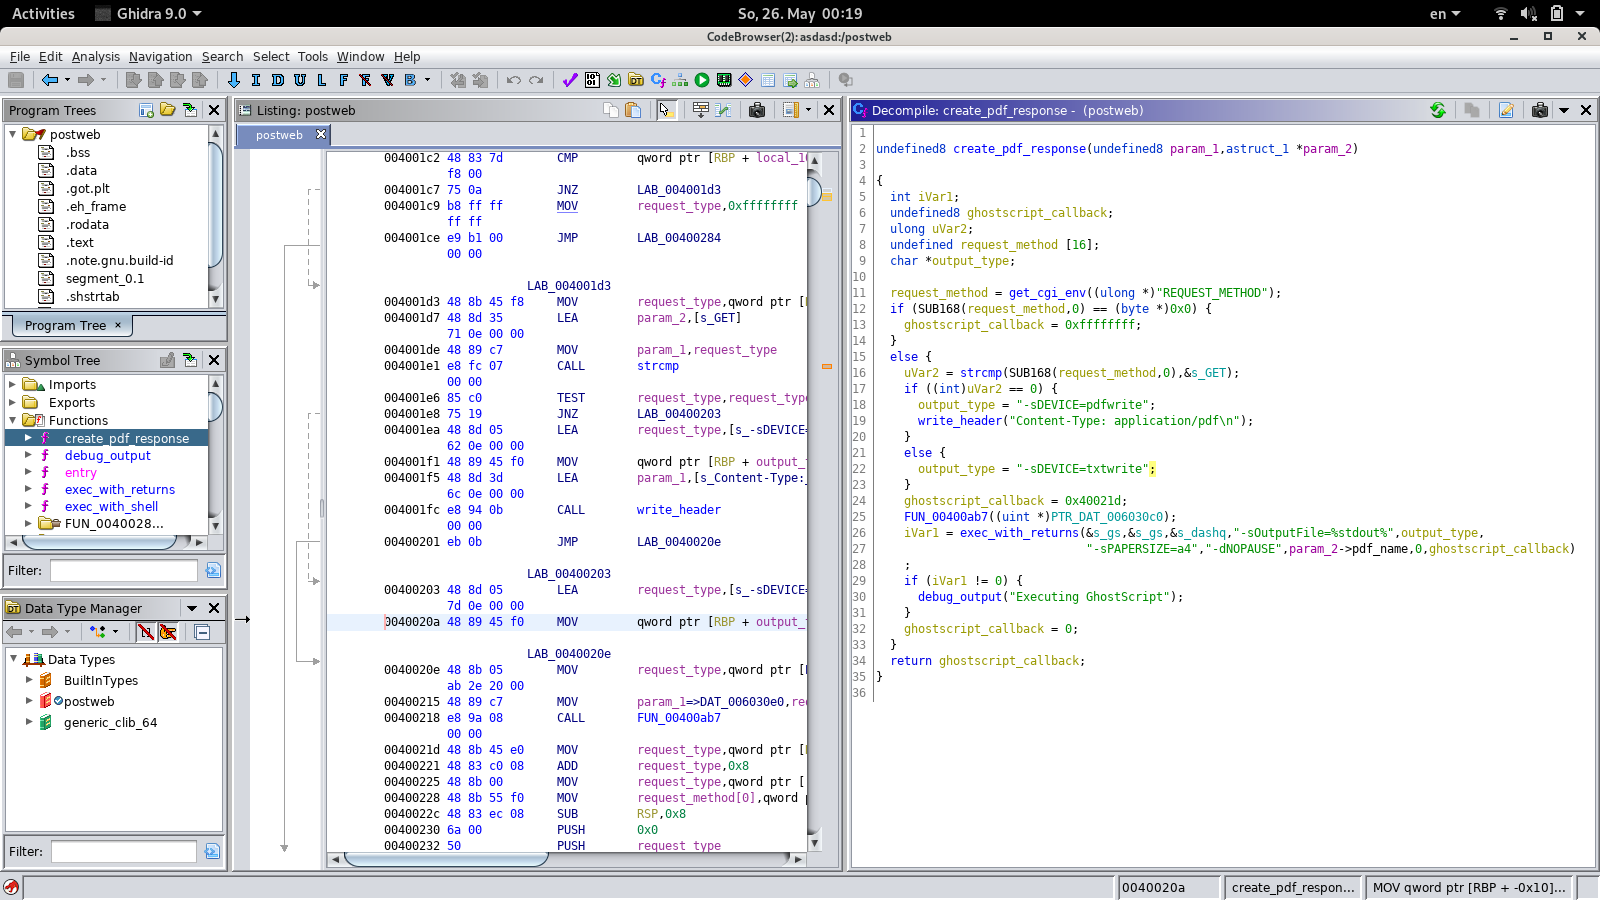 Activities
Ghidra 9.0
So, 26. May 00:19
en
CodeBrowser(2): asdasd:/postweb
File Edit Analysis Navigation Search Select Tools Window Help
I D U L F R V B
Program Trees
postweb
.bss
.data
.got.plt
.eh_frame
.rodata
.text
.note.gnu.build-id
segment_0.1
.shstrtab
Program Tree ×
Symbol Tree
Imports
Exports
Functions
create_pdf_response
debug_output
entry
exec_with_returns
exec_with_shell
FUN_0040028...
Filter:
Data Type Manager
Data Types
BuiltInTypes
postweb
generic_clib_64
Filter:
Listing: postweb
postweb
004001c2 48 83 7d CMP qword ptr [RBP + local_10
f8 00
004001c7 75 0a JNZ LAB_004001d3
004001c9 b8 ff ff MOV request_type,0xffffffff
ff ff
004001ce e9 b1 00 JMP LAB_00400284
00 00
LAB_004001d3
004001d3 48 8b 45 f8 MOV request_type,qword ptr [
004001d7 48 8d 35 LEA param_2,[s_GET]
71 0e 00 00
004001de 48 89 c7 MOV param_1,request_type
004001e1 e8 fc 07 CALL strcmp
00 00
004001e6 85 c0 TEST request_type,request_type
004001e8 75 19 JNZ LAB_00400203
004001ea 48 8d 05 LEA request_type,[s_-sDEVICE=
62 0e 00 00
004001f1 48 89 45 f0 MOV qword ptr [RBP + output_
004001f5 48 8d 3d LEA param_1,[s_Content-Type:_
6c 0e 00 00
004001fc e8 94 0b CALL write_header
00 00
00400201 eb 0b JMP LAB_0040020e
LAB_00400203
00400203 48 8d 05 LEA request_type,[s_-sDEVICE=
7d 0e 00 00
0040020a 48 89 45 f0 MOV qword ptr [RBP + output_
LAB_0040020e
0040020e 48 8b 05 MOV request_type,qword ptr [
ab 2e 20 00
00400215 48 89 c7 MOV param_1=>DAT_006030e0,re
00400218 e8 9a 08 CALL FUN_00400ab7
00 00
0040021d 48 8b 45 e0 MOV request_type,qword ptr [
00400221 48 83 c0 08 ADD request_type,0x8
00400225 48 8b 00 MOV request_type,qword ptr [
00400228 48 8b 55 f0 MOV request_method[0],qword
0040022c 48 83 ec 08 SUB RSP,0x8
00400230 6a 00 PUSH 0x0
00400232 50 PUSH request_type
Decompile: create_pdf_response - (postweb)
1
2 undefined8 create_pdf_response(undefined8 param_1,astruct_1 *param_2)
3
4 {
5 int iVar1;
6 undefined8 ghostscript_callback;
7 ulong uVar2;
8 undefined request_method [16];
9 char *output_type;
10
11 request_method = get_cgi_env((ulong *)"REQUEST_METHOD");
12 if (SUB168(request_method,0) == (byte *)0x0) {
13 ghostscript_callback = 0xffffffff;
14 }
15 else {
16 uVar2 = strcmp(SUB168(request_method,0),&s_GET);
17 if ((int)uVar2 == 0) {
18 output_type = "-sDEVICE=pdfwrite";
19 write_header("Content-Type: application/pdf\n");
20 }
21 else {
22 output_type = "-sDEVICE=txtwrite";
23 }
24 ghostscript_callback = 0x40021d;
25 FUN_00400ab7((uint *)PTR_DAT_006030c0);
26 iVar1 = exec_with_returns(&s_gs,&s_gs,&s_dashq,"-sOutputFile=%stdout%",output_type,
27 "-sPAPERSIZE=a4","-dNOPAUSE",param_2->pdf_name,0,ghostscript_callback)
28 ;
29 if (iVar1 != 0) {
30 debug_output("Executing GhostScript");
31 }
32 ghostscript_callback = 0;
33 }
34 return ghostscript_callback;
35 }
36
0040020a
create_pdf_respon...
MOV qword ptr [RBP + -0x10]...